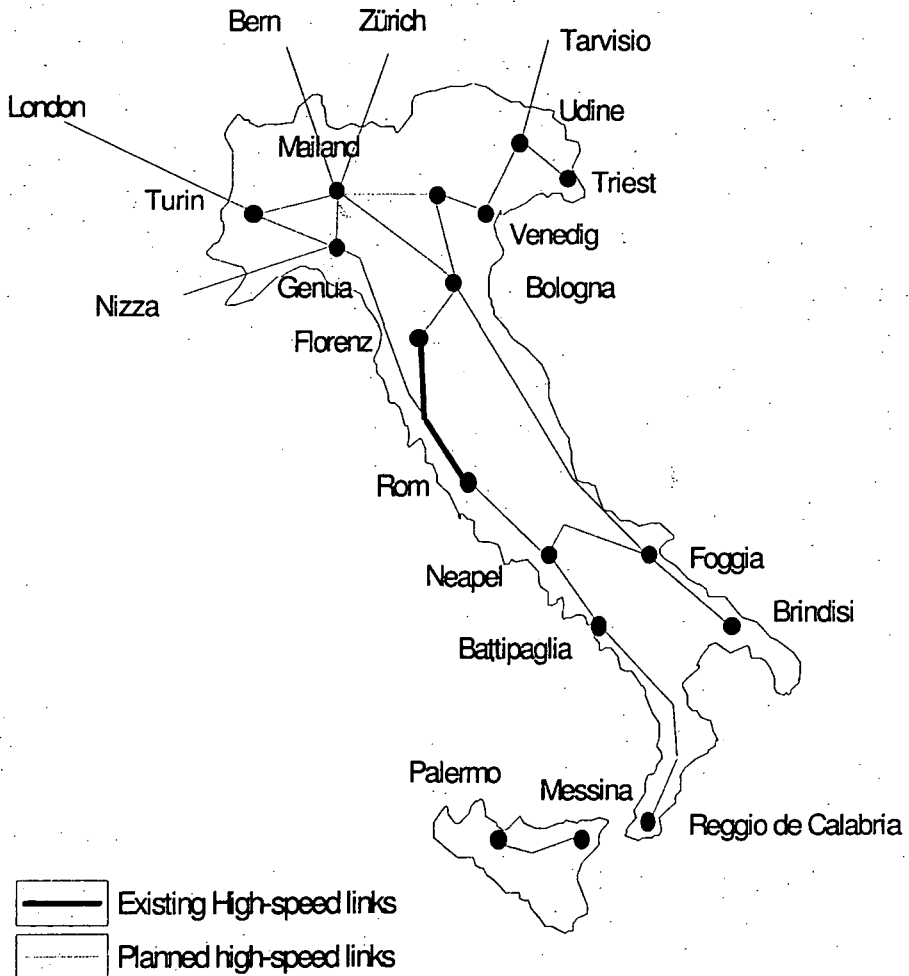 Bern
Zürich
Tarvisio
London
Udine
Mailand
Turin
Triest
Venedig
Nizza
Genua
Bologna
Florenz
Rom
Neapel
Foggia
Brindisi
Battipaglia
Palermo
Messina
Reggio de Calabria
Existing High-speed links
Planned high-speed links